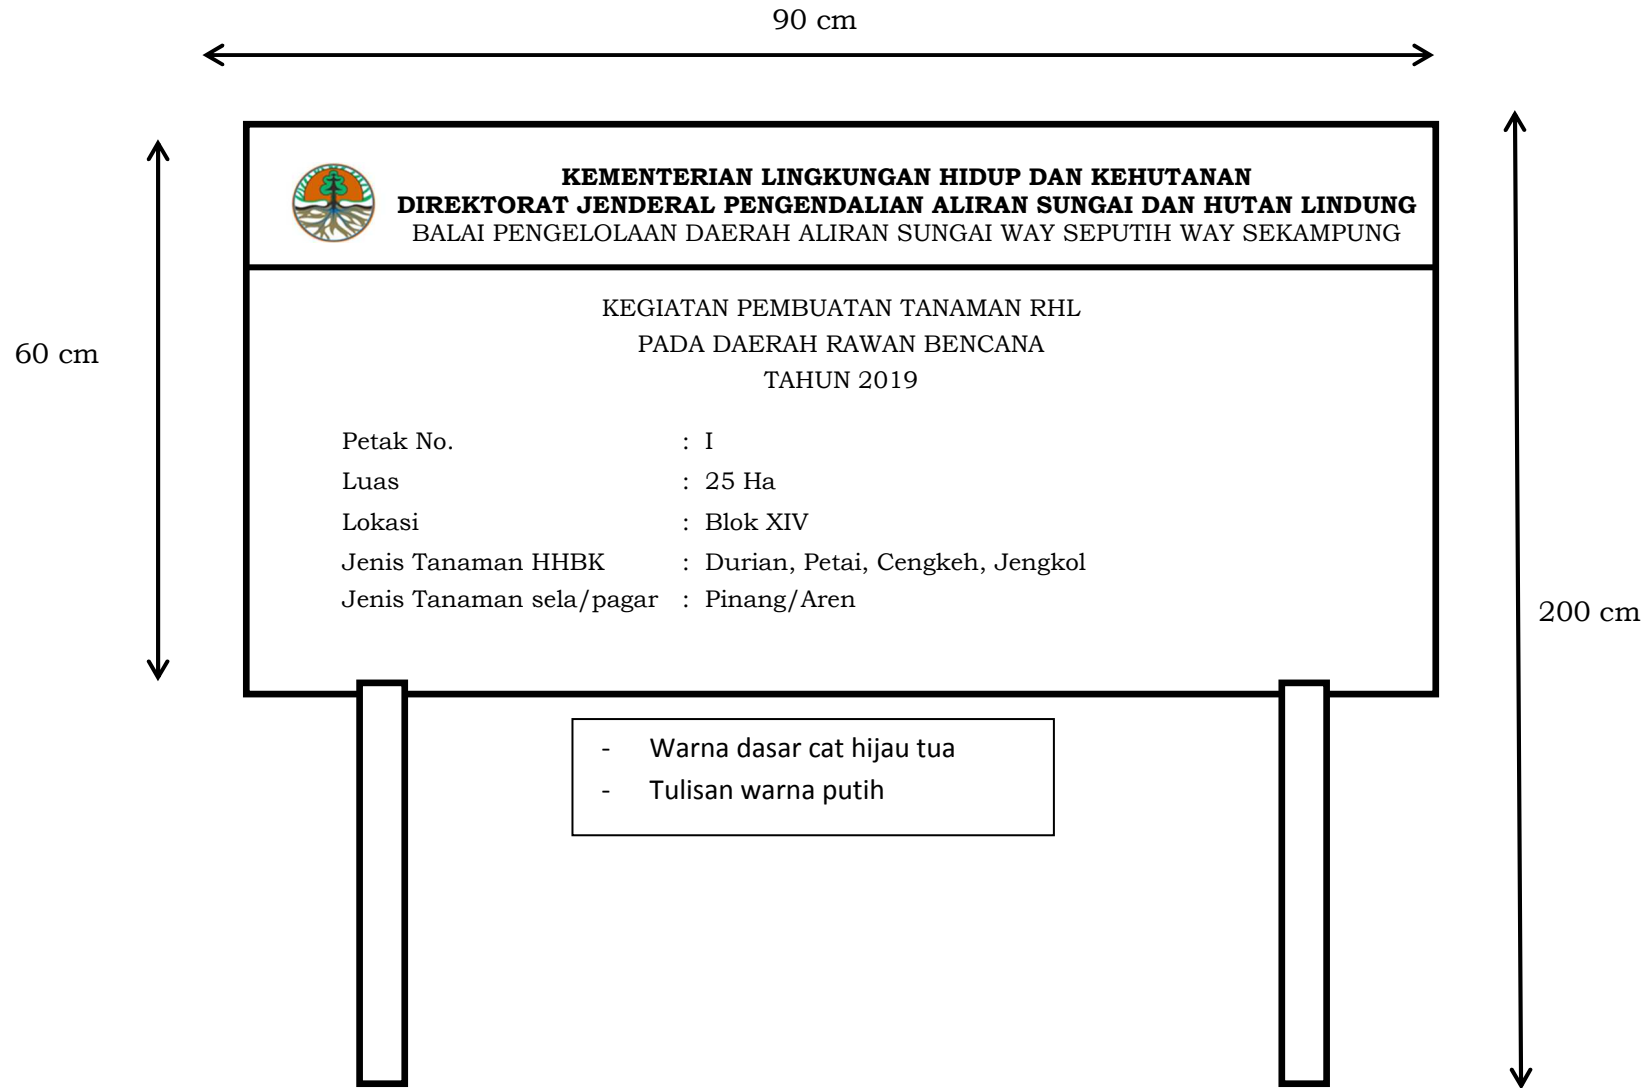 90 cm
KEMENTERIAN LINGKUNGAN HIDUP DAN KEHUTANAN
DIREKTORAT JENDERAL PENGENDALIAN ALIRAN SUNGAI DAN HUTAN LINDUNG
BALAI PENGELOLAAN DAERAH ALIRAN SUNGAI WAY SEPUTIH WAY SEKAMPUNG
KEGIATAN PEMBUATAN TANAMAN RHL
PADA DAERAH RAWAN BENCANA
TAHUN 2019
60 cm
Petak No. : I
Luas : 25 Ha
Lokasi : Blok XIV
Jenis Tanaman HHBK : Durian, Petai, Cengkeh, Jengkol
Jenis Tanaman sela/pagar : Pinang/Aren
200 cm
- Warna dasar cat hijau tua
- Tulisan warna putih